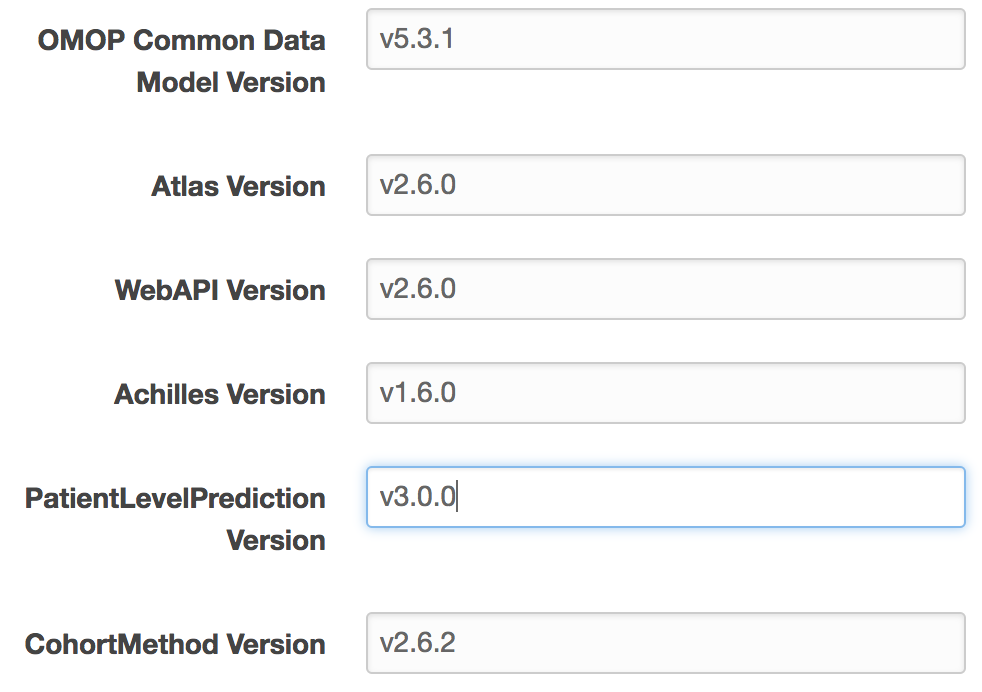 OMOP Common Data v5.3.1
Model Version
Atlas Version v2.6.0
WebAPI Version v2.6.0
Achilles Version v1.6.0
PatientLevelPrediction v3.0.0
Version
CohortMethod Version v2.6.2